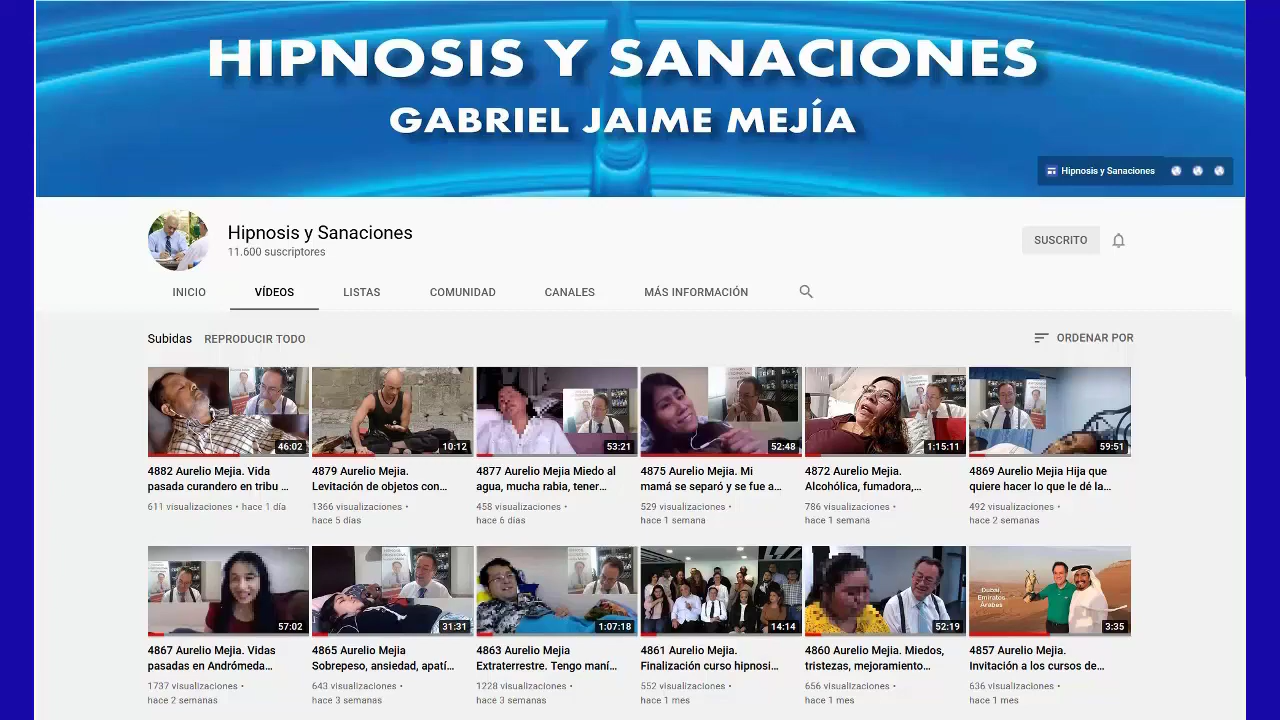 HIPNOSIS Y SANACIONES
GABRIEL JAIME MEJÍA
Hipnosis y Sanaciones
Hipnosis y Sanaciones
11.600 suscriptores
SUSCRITO
INICIO
VÍDEOS
LISTAS
COMUNIDAD
CANALES
MÁS INFORMACIÓN
Subidas
REPRODUCIR TODO
ORDENAR POR
46:02
10:12
53:21
52:48
1:15:11
59:51
4882 Aurelio Mejia. Vida
pasada curandero en tribu ...
611 visualizaciones • hace 1 día
4879 Aurelio Mejia.
Levitación de objetos con...
1366 visualizaciones •
hace 5 días
4877 Aurelio Mejia Miedo al
agua, mucha rabia, tener...
458 visualizaciones •
hace 6 días
4875 Aurelio Mejia. Mi
mamá se separó y se fue a...
529 visualizaciones •
hace 1 semana
4872 Aurelio Mejia.
Alcohólica, fumadora,...
786 visualizaciones •
hace 1 semana
4869 Aurelio Mejia Hija que
quiere hacer lo que le dé la...
492 visualizaciones •
hace 2 semanas
57:02
31:31
1:07:18
14:14
52:19
Dubai,
Emiratos
Árabes
3:35
4867 Aurelio Mejia. Vidas
pasadas en Andrómeda...
1737 visualizaciones •
hace 2 semanas
4865 Aurelio Mejia
Sobrepeso, ansiedad, apatí...
643 visualizaciones •
hace 3 semanas
4863 Aurelio Mejia
Extraterrestre. Tengo maní...
1228 visualizaciones •
hace 3 semanas
4861 Aurelio Mejia.
Finalización curso hipnosi...
552 visualizaciones •
hace 1 mes
4860 Aurelio Mejia. Miedos,
tristezas, mejoramiento...
656 visualizaciones •
hace 1 mes
4857 Aurelio Mejia.
Invitación a los cursos de...
636 visualizaciones •
hace 1 mes